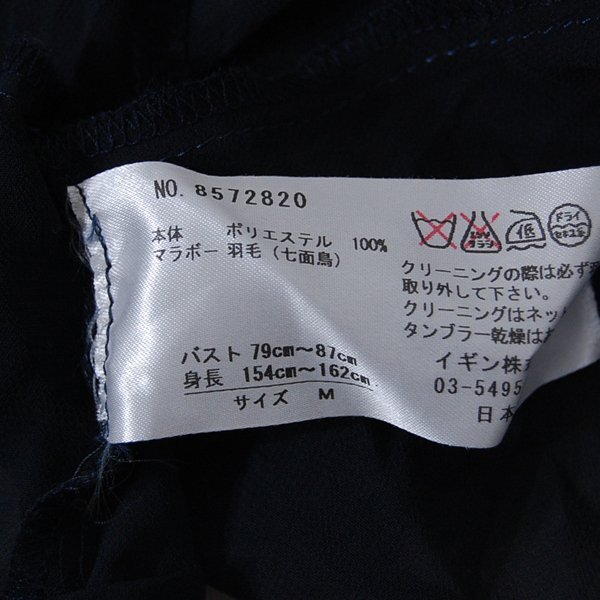 NO. 8572820
本体 ポリエステル 100%
マラボー 羽毛（七面鳥）
バスト 79cm～87cm
身長 154cm～162cm
サイズ M
低
ドライ
クリーニングの際は必ず
取り外して下さい。
クリーニングはネッ
タンブラー乾燥は
イギン株
03-5495
日本